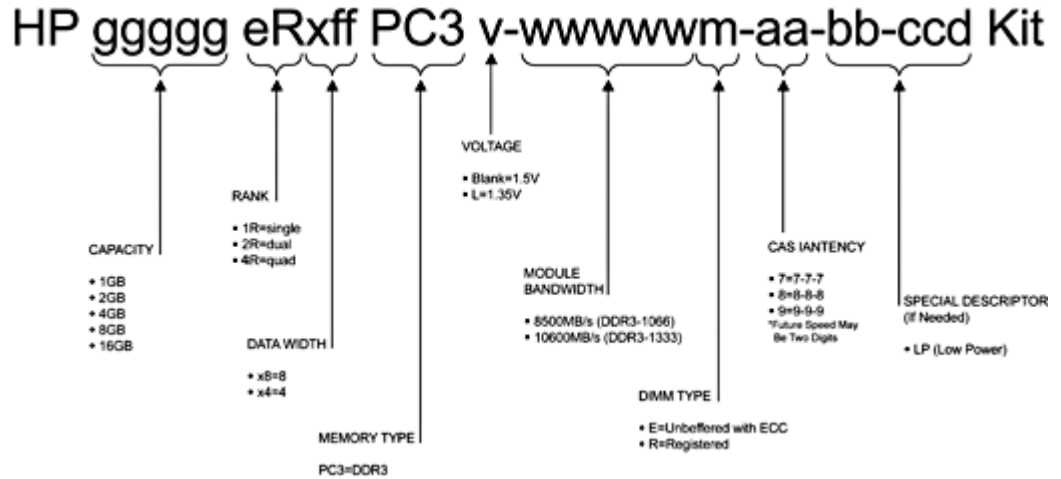 HP ggggg eRxff PC3 v-wwwwwm-aa-bb-ccd Kit
CAPACITY
• 1GB
• 2GB
• 4GB
• 8GB
• 16GB
RANK
• 1R=single
• 2R=dual
• 4R=quad
DATA WIDTH
• x8=8
• x4=4
MEMORY TYPE
PC3=DDR3
VOLTAGE
• Blank=1.5V
• L=1.35V
MODULE
BANDWIDTH
• 8500MB/s (DDR3-1066)
• 10600MB/s (DDR3-1333)
DIMM TYPE
• E=Unbeffered with ECC
• R=Registered
CAS IANTENCY
• 7=7-7-7
• 8=8-8-8
• 9=9-9-9
*Future Speed May
Be Two Digits
SPECIAL DESCRIPTOR
(If Needed)
• LP (Low Power)